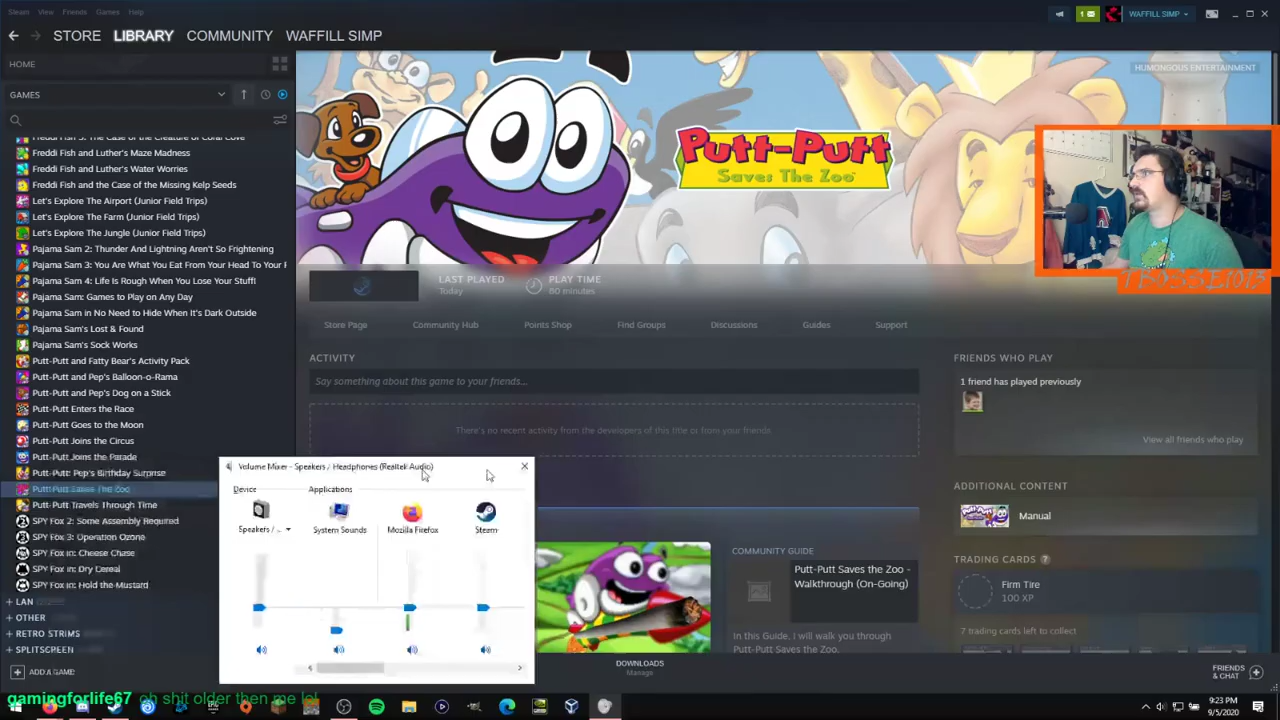 Steam View Friends Games Help
1
WAFFILL SIMP
STORE LIBRARY COMMUNITY WAFFILL SIMP
HOME
GAMES
Freddi Fish 5: The Case of the Creature of Coral Cove
Freddi Fish and Luther's Maze Madness
Freddi Fish and Luther's Water Worries
Freddi Fish and the Case of the Missing Kelp Seeds
Let's Explore The Airport (Junior Field Trips)
Let's Explore The Farm (Junior Field Trips)
Let's Explore The Jungle (Junior Field Trips)
Pajama Sam 2: Thunder And Lightning Aren't So Frightening
Pajama Sam 3: You Are What You Eat From Your Head To Your F
Pajama Sam 4: Life Is Rough When You Lose Your Stuff!
Pajama Sam: Games to Play on Any Day
Pajama Sam in No Need to Hide When It's Dark Outside
Pajama Sam's Lost & Found
Pajama Sam's Sock Works
Putt-Putt and Fatty Bear's Activity Pack
Putt-Putt and Pep's Balloon-o-Rama
Putt-Putt and Pep's Dog on a Stick
Putt-Putt Enters the Race
Putt-Putt Goes to the Moon
Putt-Putt Joins the Circus
Putt-Putt Joins the Parade
Putt-Putt: Pep's Birthday Surprise
Putt-Putt Saves The Zoo
Putt-Putt Travels Through Time
SPY Fox 2: Some Assembly Required
SPY Fox 3: Operation Ozone
SPY Fox in: Cheese Chase
SPY Fox in: Dry Cereal
SPY Fox in: Hold the Mustard
+ LAN
+ OTHER
+ RETRO STRIMS
+ SPLITSCREEN
ADD A GAME
HUMONGOUS ENTERTAINMENT
PUTT-PUTT
Saves The Zoo
TBOSSE1013
LAST PLAYED
Today
PLAY TIME
80 minutes
Store Page Community Hub Points Shop Find Groups Discussions Guides Support
ACTIVITY
Say something about this game to your friends...
There's no recent activity from the developers of this title or from your friends.
FRIENDS WHO PLAY
1 friend has played previously
View all friends who play
ADDITIONAL CONTENT
Manual
TRADING CARDS ?
Firm Tire
100 XP
7 trading cards left to collect
COMMUNITY GUIDE
Putt-Putt Saves the Zoo -
Walkthrough (On-Going)
In this Guide, I will walk you through
Putt-Putt Saves the Zoo.
Volume Mixer - Speakers / Headphones (Realtek Audio)
Device Applications
Speakers / ... System Sounds Mozilla Firefox Steam
DOWNLOADS
Manage
FRIENDS
& CHAT
gamingforlife67 oh shit older then me lol
9:23 PM
9/5/2020